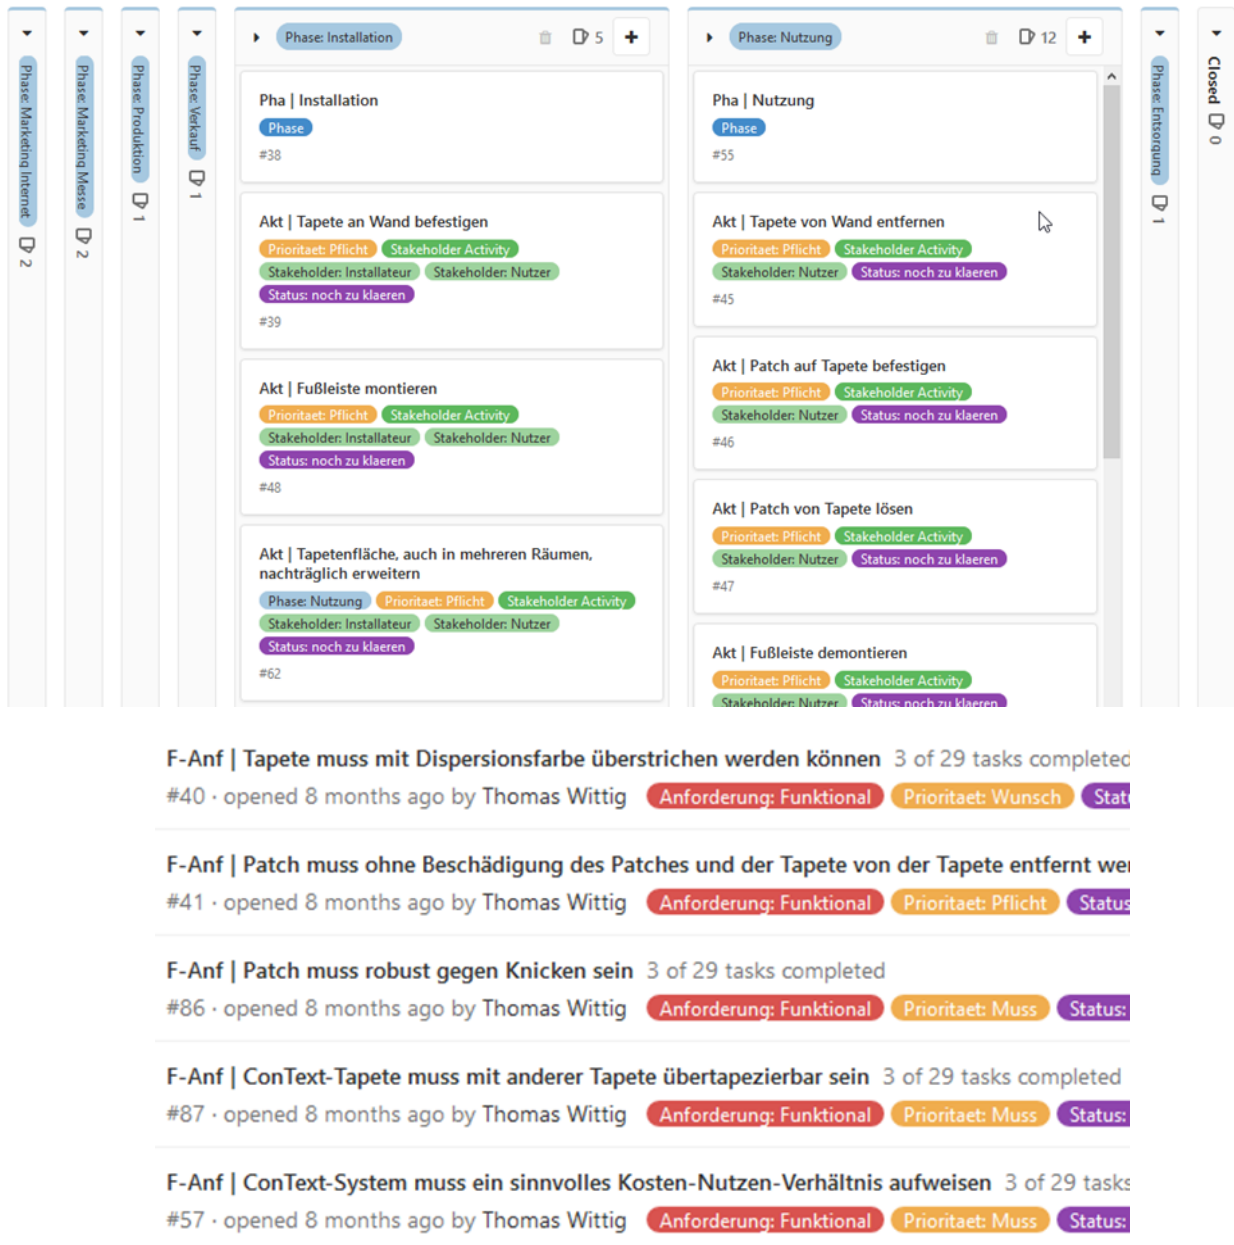 Phase: Marketing Internet 2
Phase: Marketing Messe 2
Phase: Produktion 1
Phase: Verkauf 1
Phase: Installation 5 +
Pha | Installation
Phase
#38
Akt | Tapete an Wand befestigen
Prioritaet: Pflicht Stakeholder Activity
Stakeholder: Installateur Stakeholder: Nutzer
Status: noch zu klaeren
#39
Akt | Fußleiste montieren
Prioritaet: Pflicht Stakeholder Activity
Stakeholder: Installateur Stakeholder: Nutzer
Status: noch zu klaeren
#48
Akt | Tapetenfläche, auch in mehreren Räumen,
nachträglich erweitern
Phase: Nutzung Prioritaet: Pflicht Stakeholder Activity
Stakeholder: Installateur Stakeholder: Nutzer
Status: noch zu klaeren
#62
Phase: Nutzung 12 +
Pha | Nutzung
Phase
#55
Akt | Tapete von Wand entfernen
Prioritaet: Pflicht Stakeholder Activity
Stakeholder: Nutzer Status: noch zu klaeren
#45
Akt | Patch auf Tapete befestigen
Prioritaet: Pflicht Stakeholder Activity
Stakeholder: Nutzer Status: noch zu klaeren
#46
Akt | Patch von Tapete lösen
Prioritaet: Pflicht Stakeholder Activity
Stakeholder: Nutzer Status: noch zu klaeren
#47
Akt | Fußleiste demontieren
Prioritaet: Pflicht Stakeholder Activity
Stakeholder: Nutzer Status: noch zu klaeren
Phase: Entsorgung 1
Closed 0
F-Anf | Tapete muss mit Dispersionsfarbe überstrichen werden können 3 of 29 tasks completed
#40 · opened 8 months ago by Thomas Wittig Anforderung: Funktional Prioritaet: Wunsch Stat
F-Anf | Patch muss ohne Beschädigung des Patches und der Tapete von der Tapete entfernt wer
#41 · opened 8 months ago by Thomas Wittig Anforderung: Funktional Prioritaet: Pflicht Status
F-Anf | Patch muss robust gegen Knicken sein 3 of 29 tasks completed
#86 · opened 8 months ago by Thomas Wittig Anforderung: Funktional Prioritaet: Muss Status:
F-Anf | ConText-Tapete muss mit anderer Tapete übertapezierbar sein 3 of 29 tasks completed
#87 · opened 8 months ago by Thomas Wittig Anforderung: Funktional Prioritaet: Muss Status:
F-Anf | ConText-System muss ein sinnvolles Kosten-Nutzen-Verhältnis aufweisen 3 of 29 tasks
#57 · opened 8 months ago by Thomas Wittig Anforderung: Funktional Prioritaet: Muss Status: